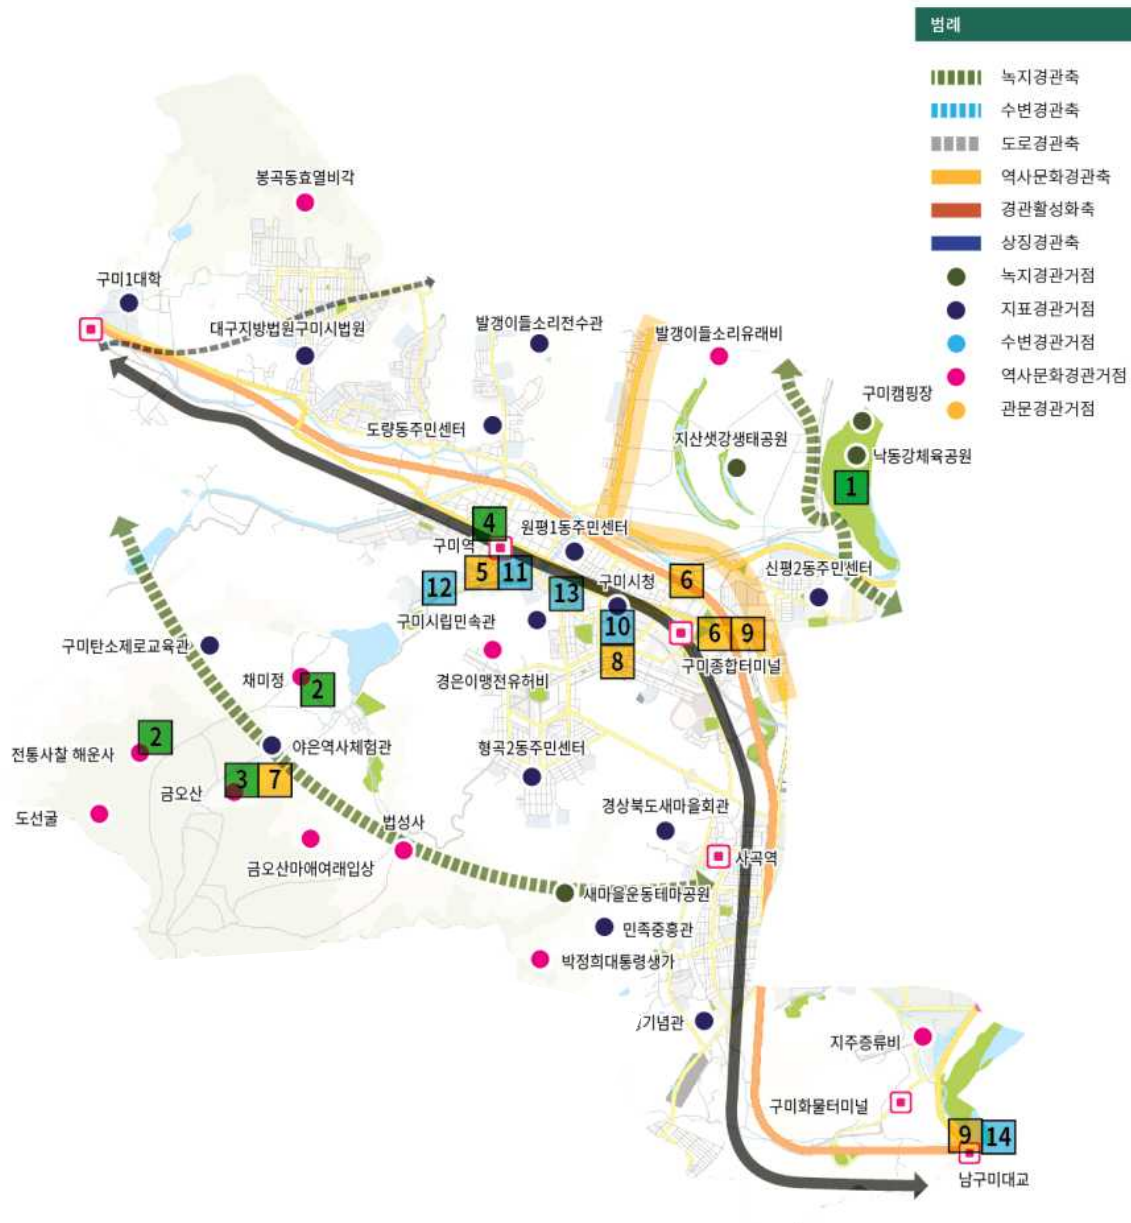 범례
녹지경관축
수변경관축
도로경관축
역사문화경관축
경관활성화축
상징경관축
녹지경관거점
지표경관거점
수변경관거점
역사문화경관거점
관문경관거점
봉곡동효열비각
구미1대학
대구지방법원구미시법원
발갱이들소리전수관
발갱이들소리유래비
구미캠핑장
도량동주민센터
지산샛강생태공원
낙동강체육공원
1
4
원평1동주민센터
구미역
5 11
12
13
구미시청
6
신평2동주민센터
구미시립민속관
10
6 9
구미탄소제로교육관
8
구미종합터미널
채미정
2
경은이맹전유허비
2
전통사찰 해운사
야은역사체험관
형곡2동주민센터
3 7
금오산
도선굴
경상북도새마을회관
법성사
사곡역
금오산마애여래입상
새마을운동테마공원
민족중흥관
박정희대통령생가
기념관
지주증류비
구미화물터미널
9 14
남구미대교